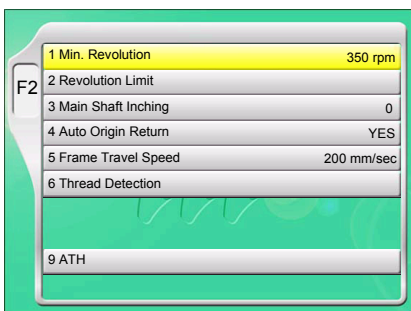 F2
1 Min. Revolution 350 rpm
2 Revolution Limit
3 Main Shaft Inching 0
4 Auto Origin Return YES
5 Frame Travel Speed 200 mm/sec
6 Thread Detection
9 ATH